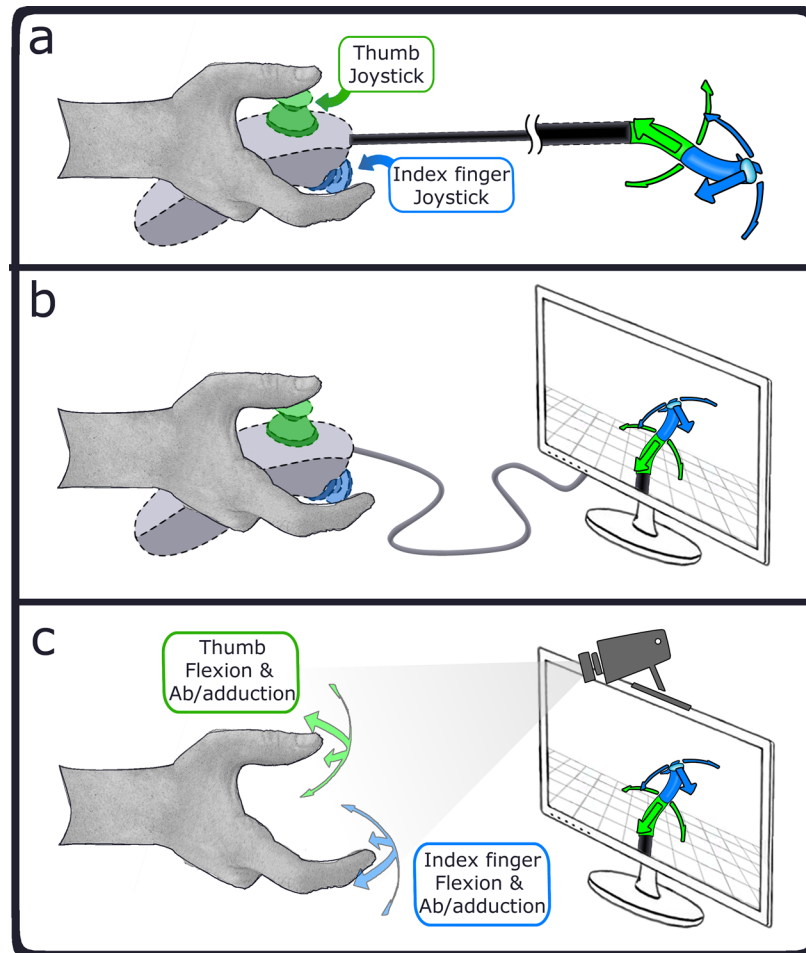 a
Thumb
Joystick
Index finger
Joystick
b
c
Thumb
Flexion &
Ab/adduction
Index finger
Flexion &
Ab/adduction